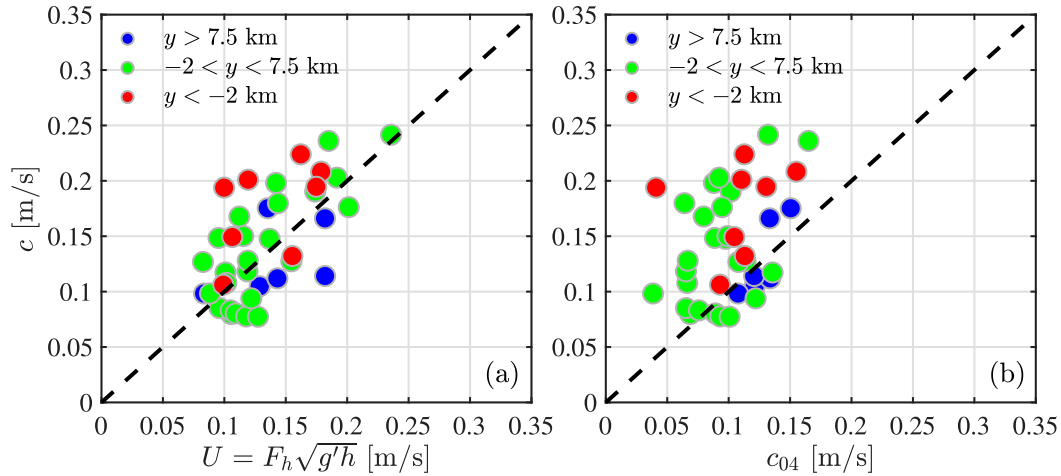 0.35
0.3
0.25
0.2
0.15
0.1
0.05
0
c [m/s]
y > 7.5 km
−2 < y < 7.5 km
y < −2 km
(a)
0 0.05 0.1 0.15 0.2 0.25 0.3 0.35
U = F_h√g′h [m/s]
0.35
0.3
0.25
0.2
0.15
0.1
0.05
0
y > 7.5 km
−2 < y < 7.5 km
y < −2 km
(b)
0 0.05 0.1 0.15 0.2 0.25 0.3 0.35
c₀₄ [m/s]